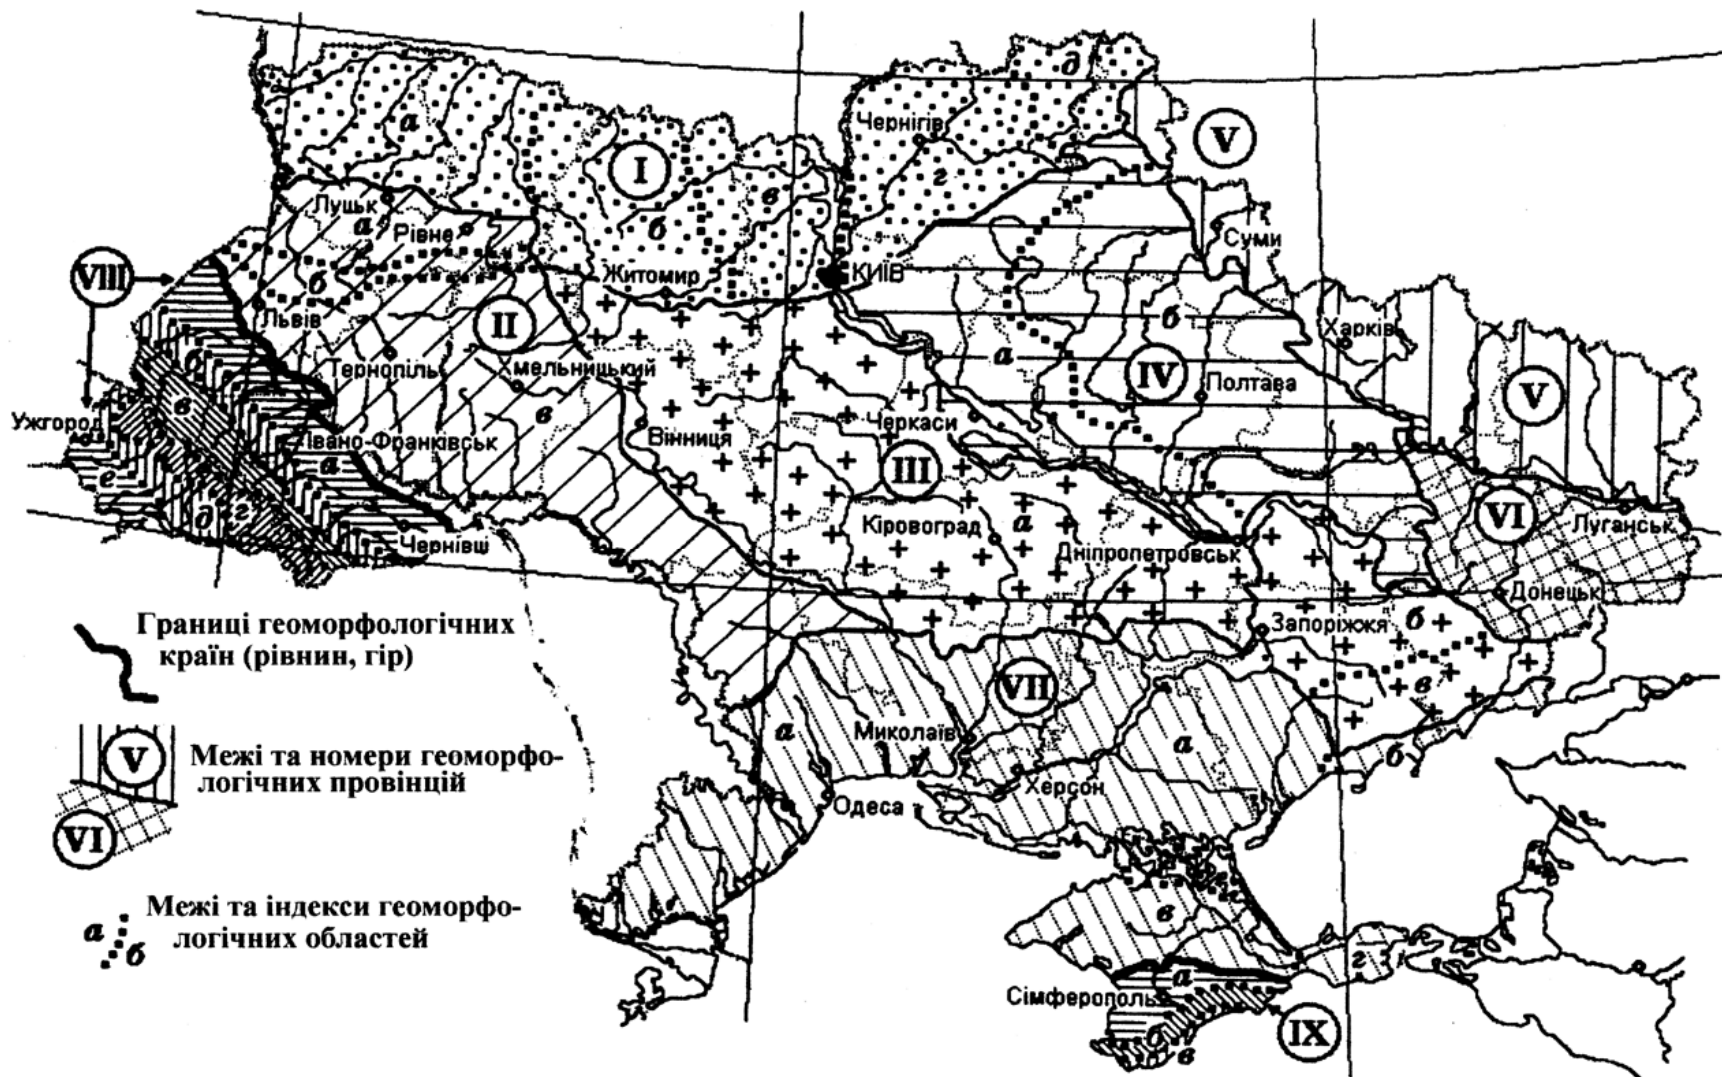 д
V
Чернігів
а
I
г
в
Луцьк
а
Рівне
б
Суми
VIII
Житомир
КИЇВ
б
Львів
II
б
Харків
б
Тернопіль
Хмельницький
а
IV
Полтава
V
в
Ужгород
в
Черкаси
Вінниця
Івано-Франківськ
а
III
е
VI
д
г
Кіровоград
а
Луганськ
Чернівш
Дніпропетровськ
Донецьк
Границі геоморфологічних
країн (рівнин, гір)
Запоріжжя
б
VII
в
V
Межі та номери геоморфо-
логічних провінцій
а
Миколаїв
а
б
Херсон
Одеса
VI
Межі та індекси геоморфо-
логічних областей
а
б
в
г
а
Сімферополь
IX
б
в